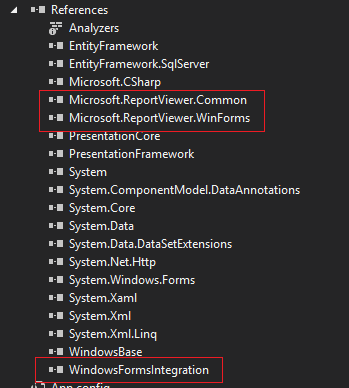 References
Analyzers
EntityFramework
EntityFramework.SqlServer
Microsoft.CSharp
Microsoft.ReportViewer.Common
Microsoft.ReportViewer.WinForms
PresentationCore
PresentationFramework
System
System.ComponentModel.DataAnnotations
System.Core
System.Data
System.Data.DataSetExtensions
System.Net.Http
System.Windows.Forms
System.Xaml
System.Xml
System.Xml.Linq
WindowsBase
WindowsFormsIntegration
App.config